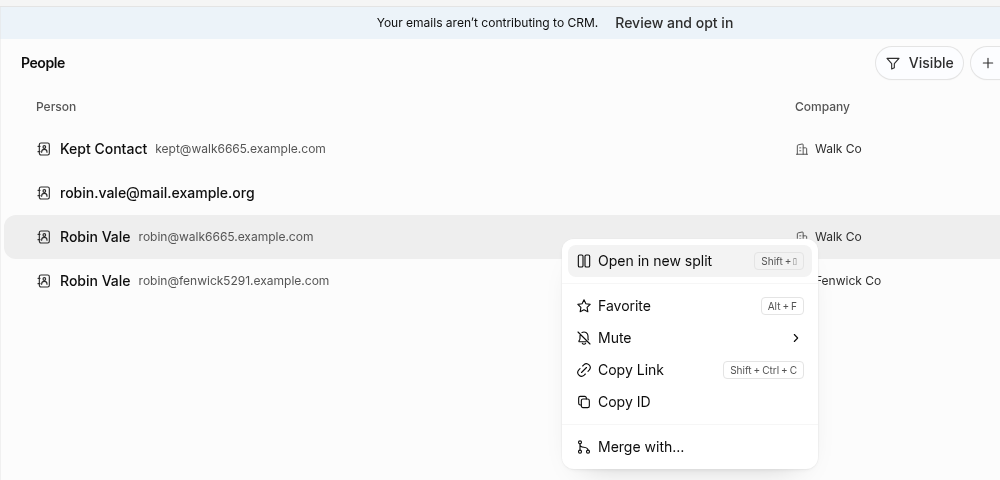 Your emails aren’t contributing to CRM. Review and opt in
People
Visible
Person Company
Kept Contact kept@walk6665.example.com Walk Co
robin.vale@mail.example.org
Robin Vale robin@walk6665.example.com Walk Co
Robin Vale robin@fenwick5291.example.com Fenwick Co
Open in new split Shift +
Favorite Alt + F
Mute
Copy Link Shift + Ctrl + C
Copy ID
Merge with...